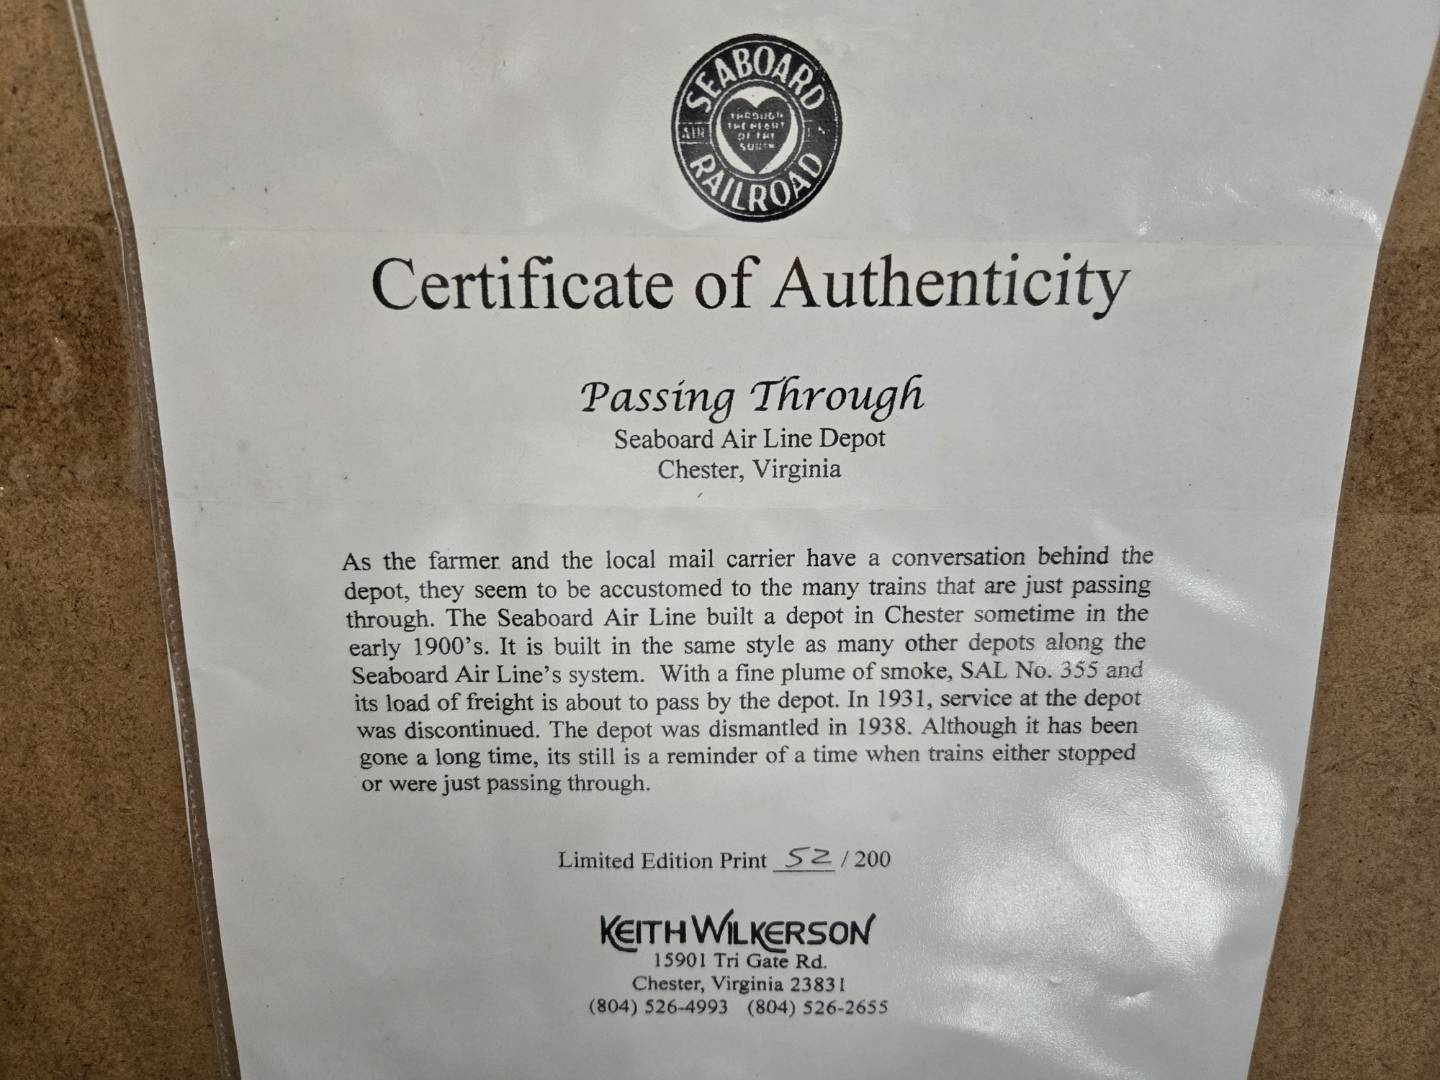 SEABOARD
AIR
THROUGH
THE HEART
OF THE
SOUTH
RAILROAD
Certificate of Authenticity
Passing Through
Seaboard Air Line Depot
Chester, Virginia
As the farmer and the local mail carrier have a conversation behind the
depot, they seem to be accustomed to the many trains that are just passing
through. The Seaboard Air Line built a depot in Chester sometime in the
early 1900's. It is built in the same style as many other depots along the
Seaboard Air Line's system. With a fine plume of smoke, SAL No. 355 and
its load of freight is about to pass by the depot. In 1931, service at the depot
was discontinued. The depot was dismantled in 1938. Although it has been
gone a long time, its still is a reminder of a time when trains either stopped
or were just passing through.
Limited Edition Print 52 / 200
KEITH WILKERSON
15901 Tri Gate Rd.
Chester, Virginia 23831
(804) 526-4993 (804) 526-2655